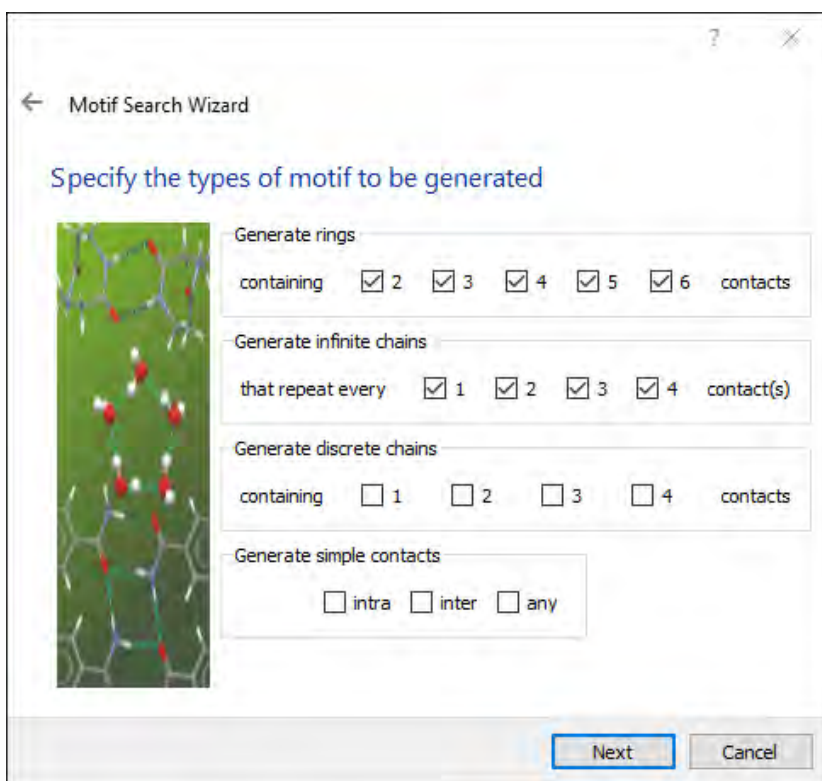 ?
Motif Search Wizard
Specify the types of motif to be generated
Generate rings
containing 2 3 4 5 6 contacts
Generate infinite chains
that repeat every 1 2 3 4 contact(s)
Generate discrete chains
containing 1 2 3 4 contacts
Generate simple contacts
intra inter any
Next Cancel